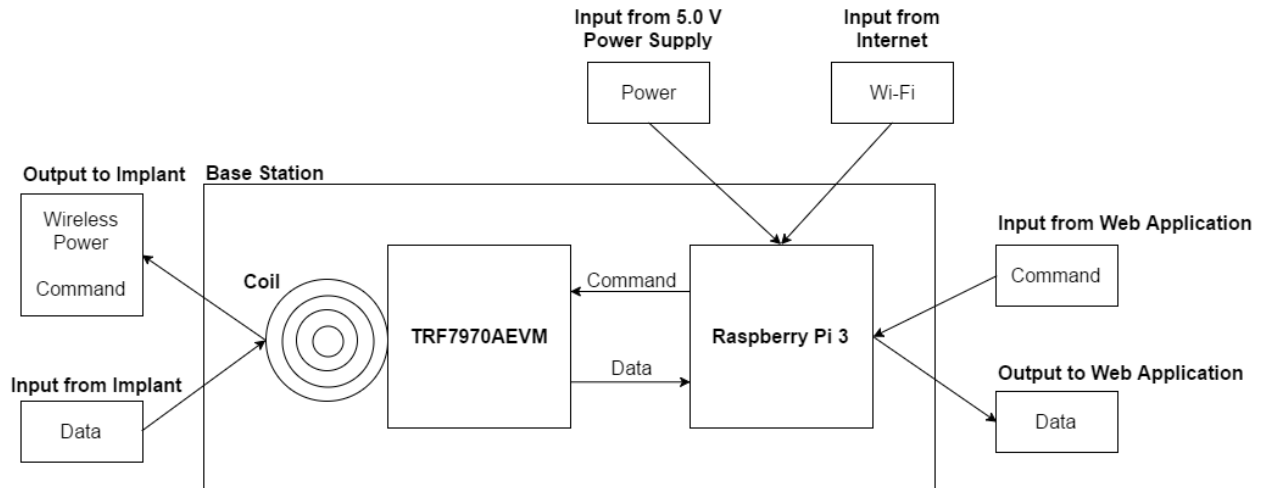 Input from 5.0 V
Power Supply
Input from
Internet
Power
Wi-Fi
Output to Implant
Base Station
Wireless
Power
Command
Input from Web Application
Command
Coil
Command
TRF7970AEVM
Raspberry Pi 3
Data
Input from Implant
Data
Output to Web Application
Data